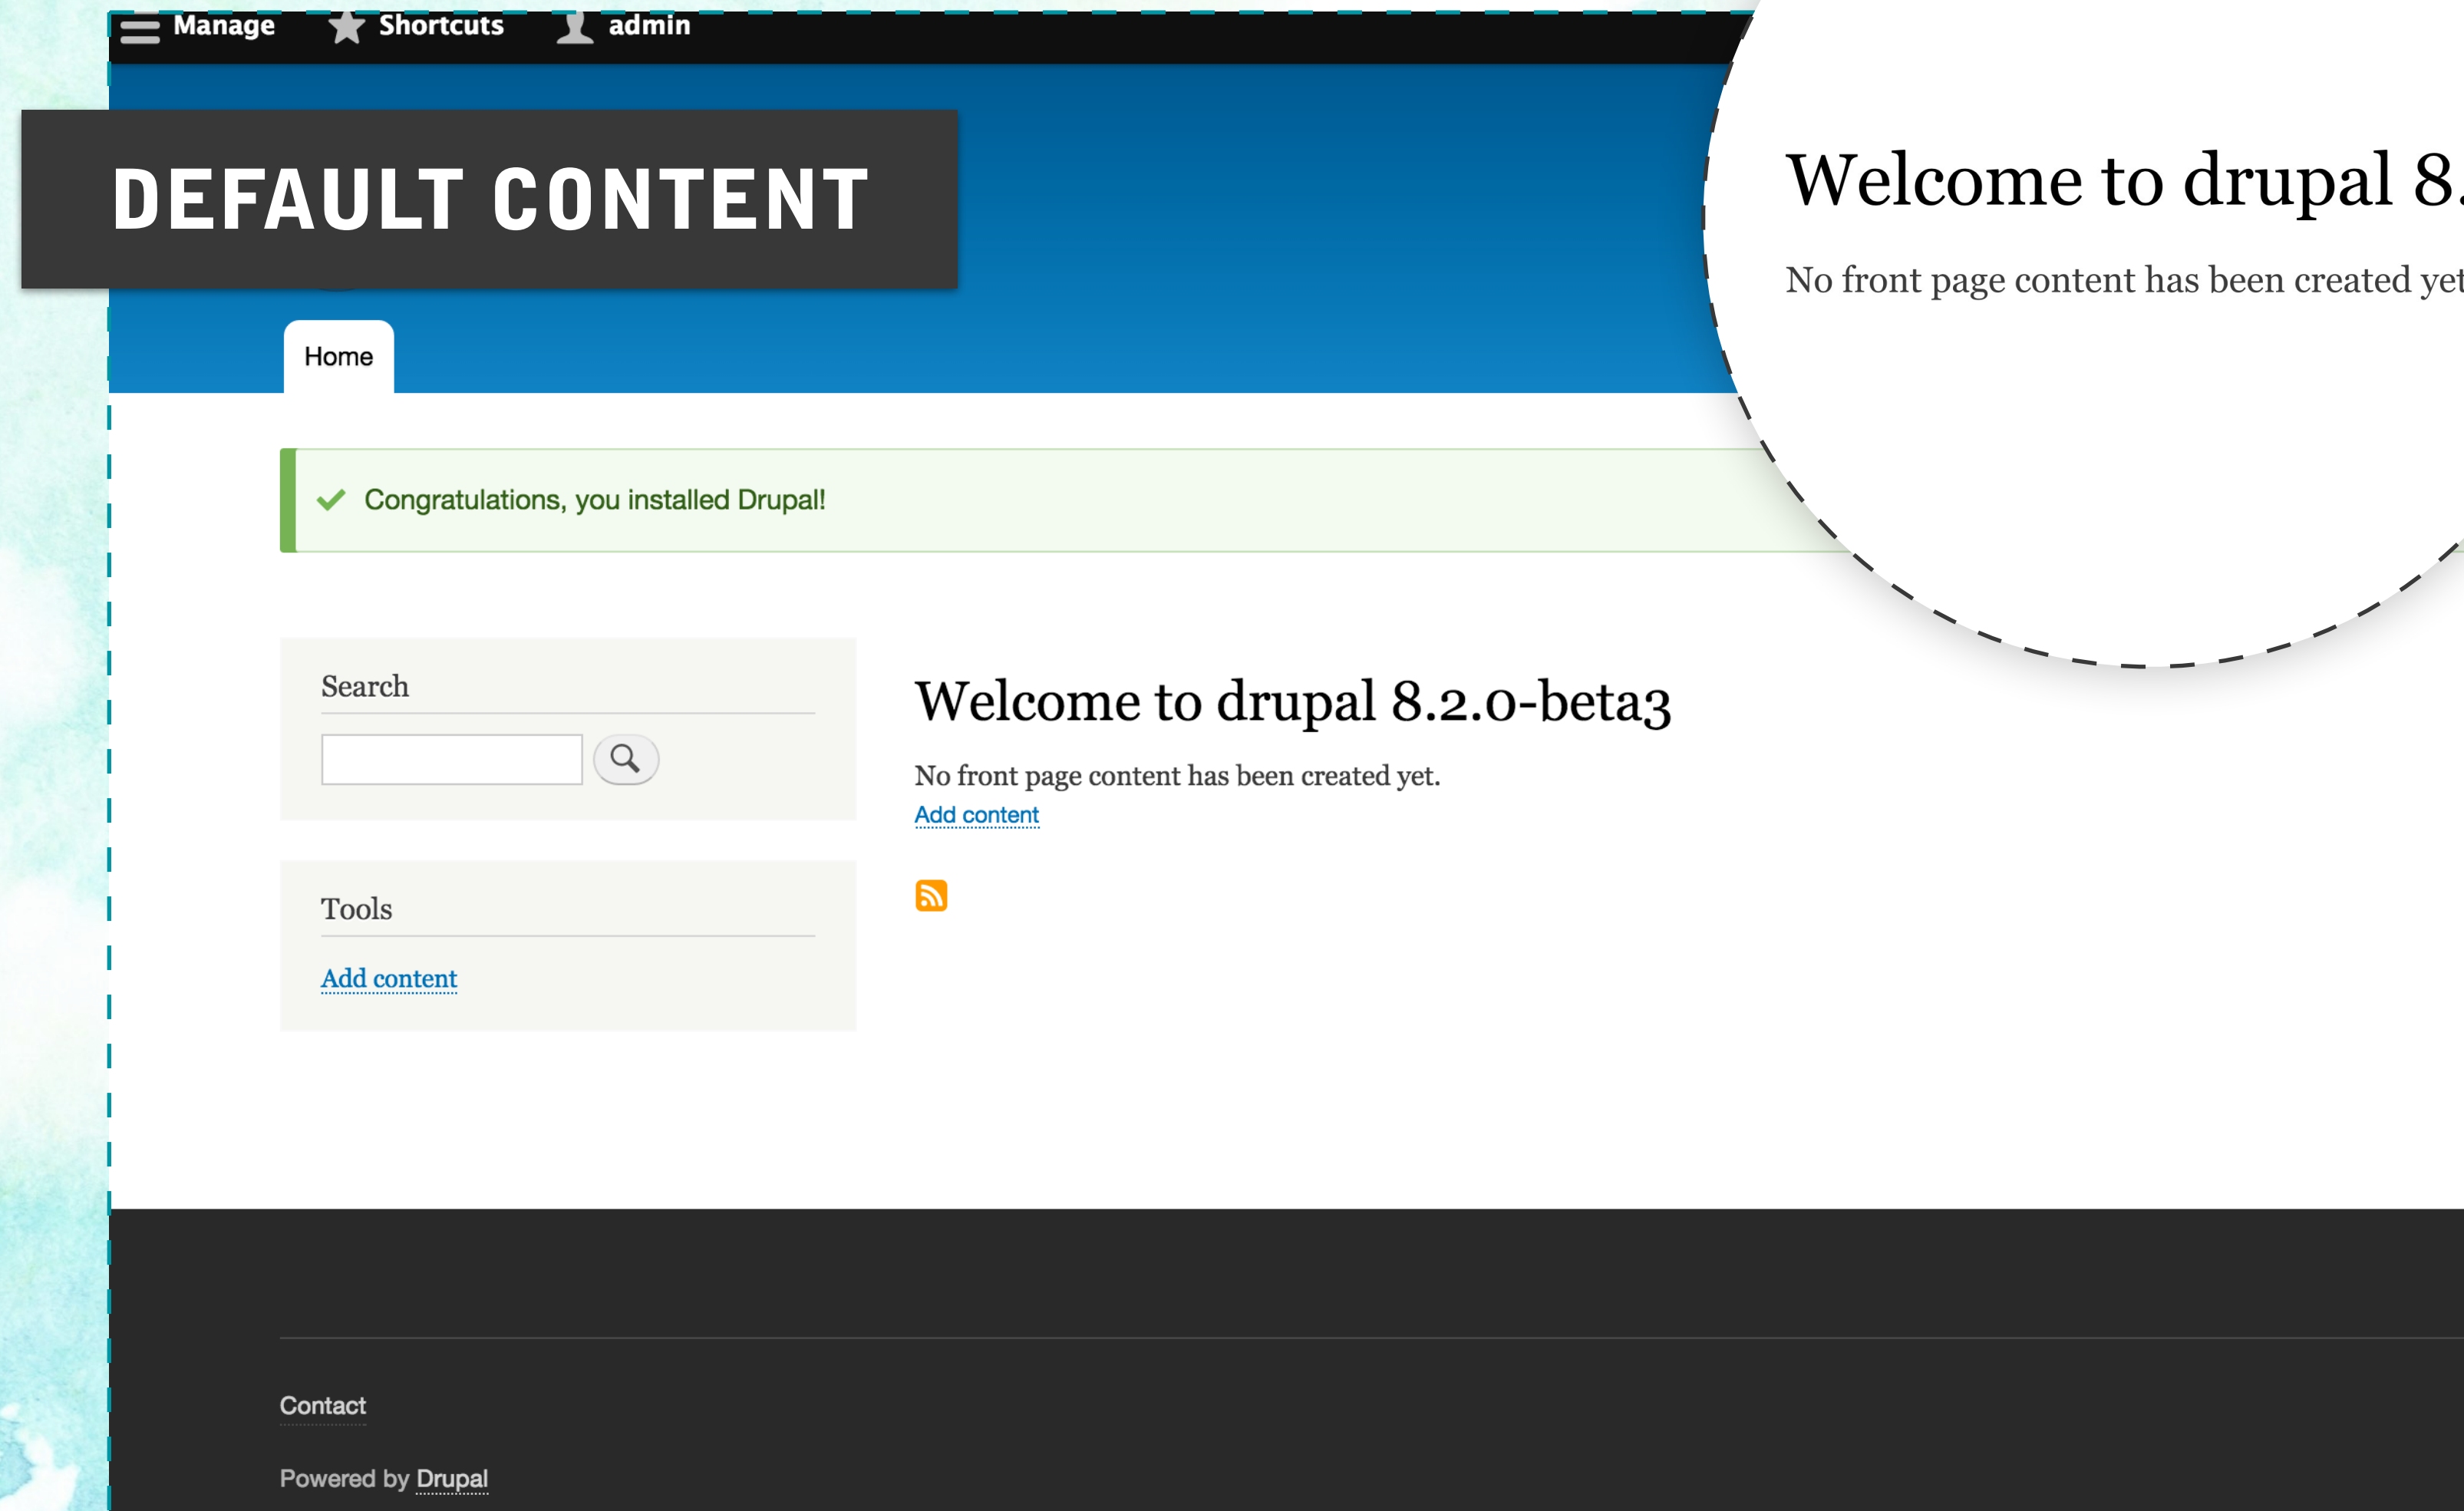 Manage Shortcuts admin
DEFAULT CONTENT
Welcome to drupal 8.
No front page content has been created yet
Home
Congratulations, you installed Drupal!
Search
Welcome to drupal 8.2.0-beta3
No front page content has been created yet.
Add content
Tools
Add content
Contact
Powered by Drupal